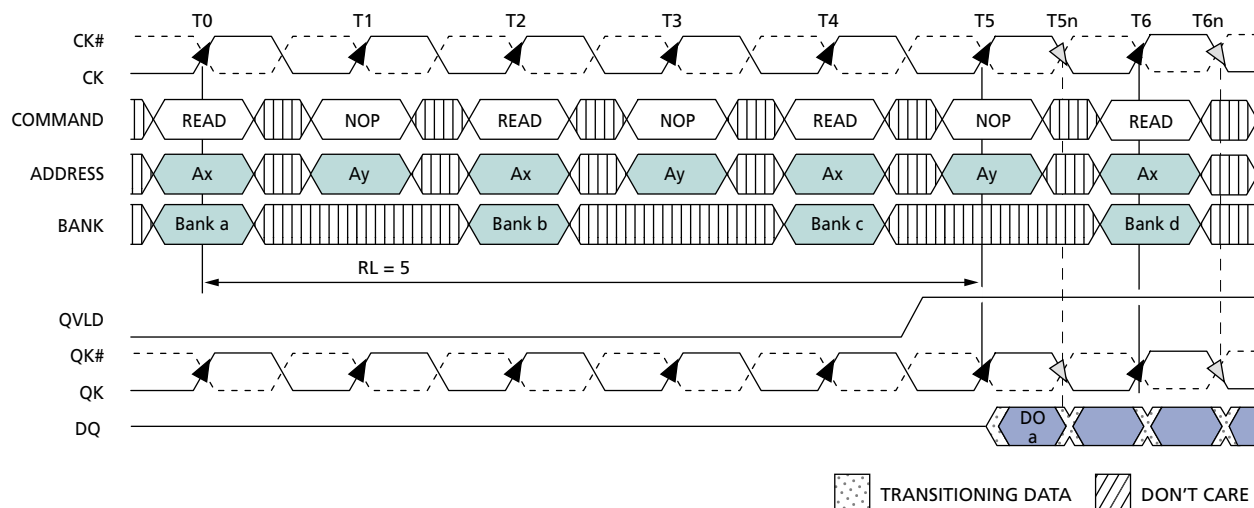 T0 T1 T2 T3 T4 T5 T5n T6 T6n
CK#
CK
COMMAND READ NOP READ NOP READ NOP READ
ADDRESS Ax Ay Ax Ay Ax Ay Ax
BANK Bank a Bank b Bank c Bank d
RL = 5
QVLD
QK#
QK
DQ DO
a
TRANSITIONING DATA DON'T CARE